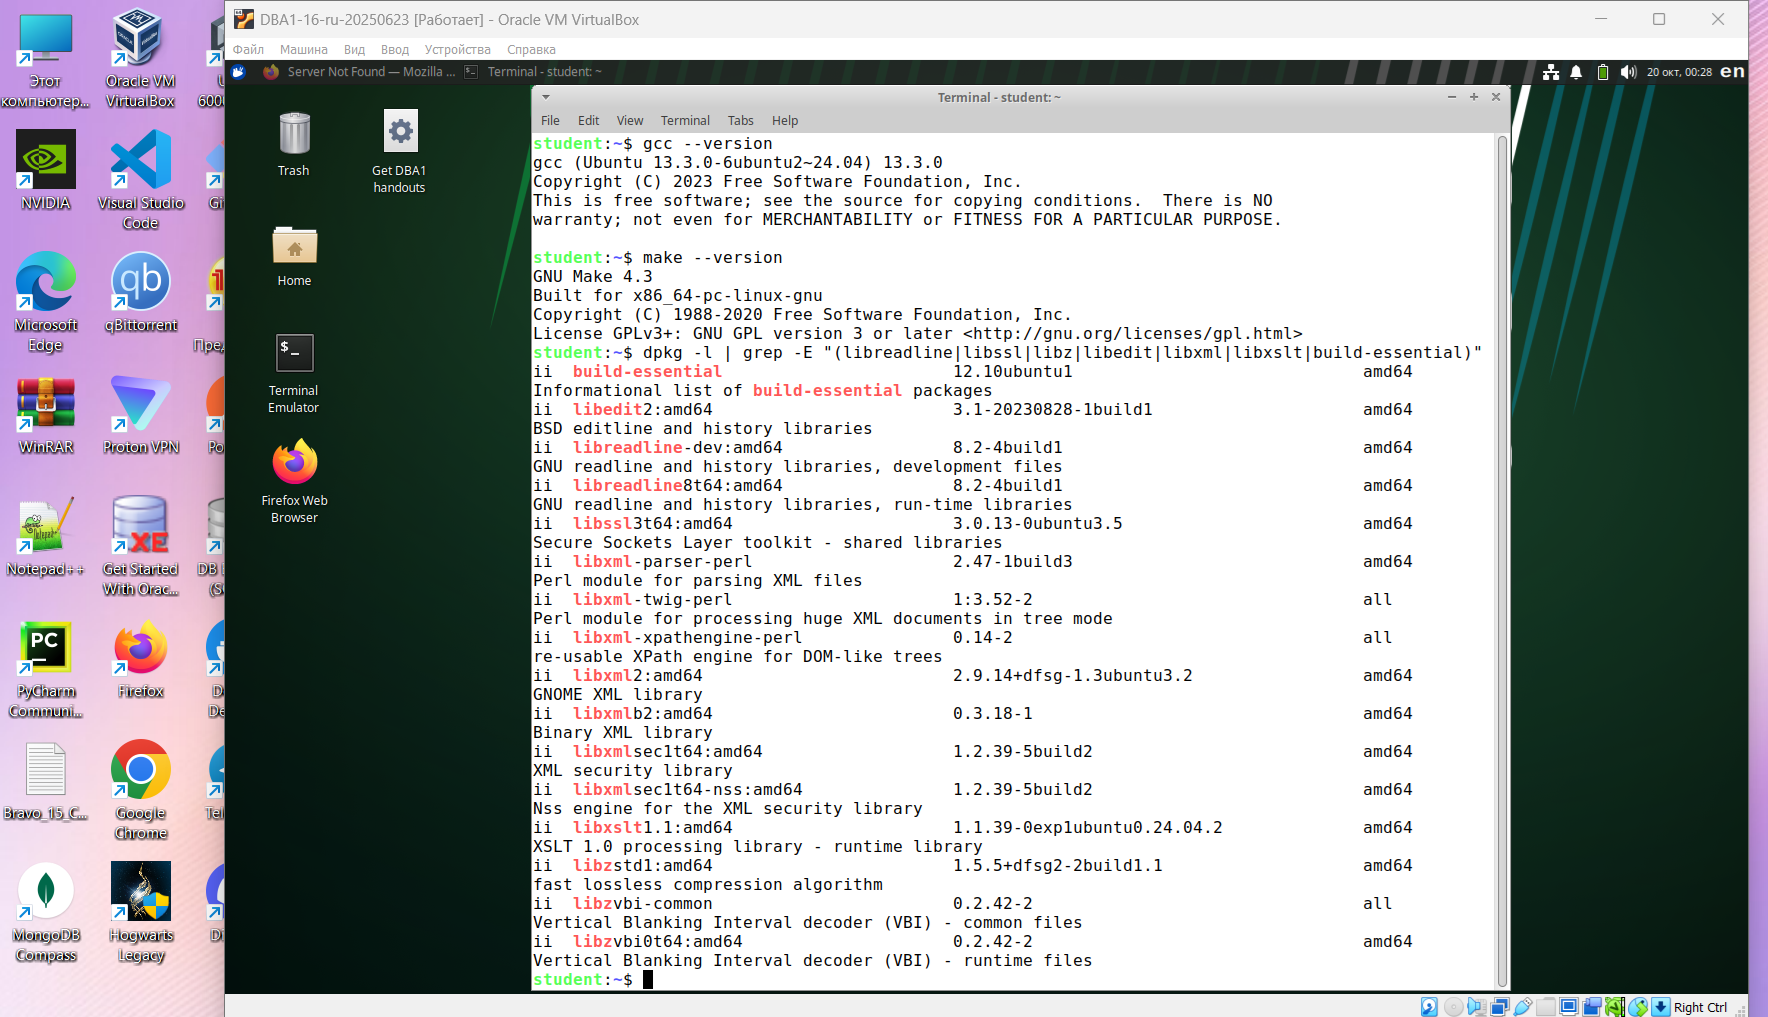 DBA1-16-ru-20250623 [Работает] - Oracle VM VirtualBox
Файл Машина Вид Ввод Устройства Справка
Server Not Found — Mozilla ... Terminal - student: ~
20 окт, 00:28 en
Этот компьютер...
Oracle VM VirtualBox
NVIDIA
Visual Studio Code
Microsoft Edge
qBittorrent
WinRAR
Proton VPN
Notepad++
Get Started With Orac...
PyCharm Communi...
Firefox
Bravo_15_C...
Google Chrome
MongoDB Compass
Hogwarts Legacy
Trash
Get DBA1 handouts
Home
Terminal Emulator
Firefox Web Browser
Terminal - student: ~
File Edit View Terminal Tabs Help
student:~$ gcc --version
gcc (Ubuntu 13.3.0-6ubuntu2~24.04) 13.3.0
Copyright (C) 2023 Free Software Foundation, Inc.
This is free software; see the source for copying conditions.  There is NO
warranty; not even for MERCHANTABILITY or FITNESS FOR A PARTICULAR PURPOSE.
student:~$ make --version
GNU Make 4.3
Built for x86_64-pc-linux-gnu
Copyright (C) 1988-2020 Free Software Foundation, Inc.
License GPLv3+: GNU GPL version 3 or later <http://gnu.org/licenses/gpl.html>
student:~$ dpkg -l | grep -E "(libreadline|libssl|libz|libedit|libxml|libxslt|build-essential)"
ii build-essential 12.10ubuntu1 amd64
Informational list of build-essential packages
ii libedit2:amd64 3.1-20230828-1build1 amd64
BSD editline and history libraries
ii libreadline-dev:amd64 8.2-4build1 amd64
GNU readline and history libraries, development files
ii libreadline8t64:amd64 8.2-4build1 amd64
GNU readline and history libraries, run-time libraries
ii libssl3t64:amd64 3.0.13-0ubuntu3.5 amd64
Secure Sockets Layer toolkit - shared libraries
ii libxml-parser-perl 2.47-1build3 amd64
Perl module for parsing XML files
ii libxml-twig-perl 1:3.52-2 all
Perl module for processing huge XML documents in tree mode
ii libxml-xpathengine-perl 0.14-2 all
re-usable XPath engine for DOM-like trees
ii libxml2:amd64 2.9.14+dfsg-1.3ubuntu3.2 amd64
GNOME XML library
ii libxmlb2:amd64 0.3.18-1 amd64
Binary XML library
ii libxmlsec1t64:amd64 1.2.39-5build2 amd64
XML security library
ii libxmlsec1t64-nss:amd64 1.2.39-5build2 amd64
Nss engine for the XML security library
ii libxslt1.1:amd64 1.1.39-0exp1ubuntu0.24.04.2 amd64
XSLT 1.0 processing library - runtime library
ii libzstd1:amd64 1.5.5+dfsg2-2build1.1 amd64
fast lossless compression algorithm
ii libzvbi-common 0.2.42-2 all
Vertical Blanking Interval decoder (VBI) - common files
ii libzvbi0t64:amd64 0.2.42-2 amd64
Vertical Blanking Interval decoder (VBI) - runtime files
student:~$
Right Ctrl